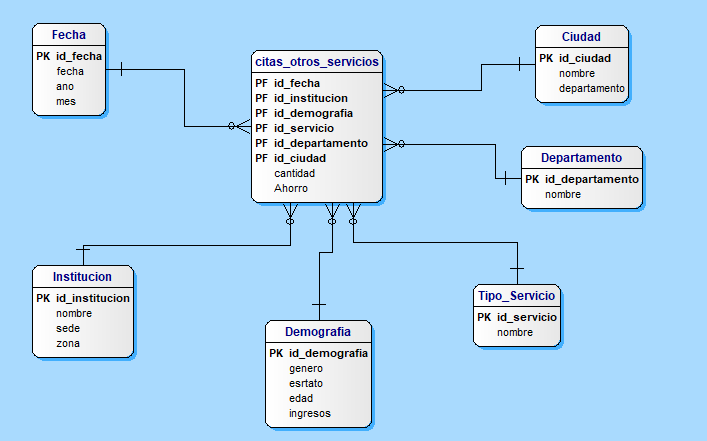 Fecha
PK id_fecha
fecha
ano
mes
citas_otros_servicios
PF id_fecha
PF id_institucion
PF id_demografia
PF id_servicio
PF id_departamento
PF id_ciudad
cantidad
Ahorro
Ciudad
PK id_ciudad
nombre
departamento
Departamento
PK id_departamento
nombre
Institucion
PK id_institucion
nombre
sede
zona
Demografia
PK id_demografia
genero
esrtato
edad
ingresos
Tipo_Servicio
PK id_servicio
nombre